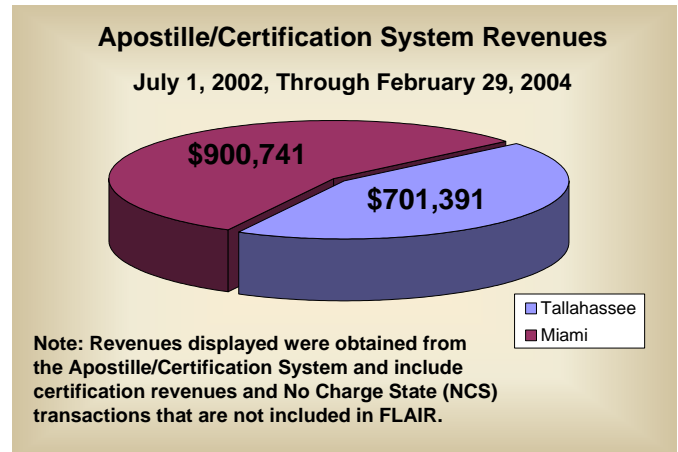 Apostille/Certification System Revenues
July 1, 2002, Through February 29, 2004
$900,741
$701,391
Tallahassee
Miami
Note: Revenues displayed were obtained from
the Apostille/Certification System and include
certification revenues and No Charge State (NCS)
transactions that are not included in FLAIR.